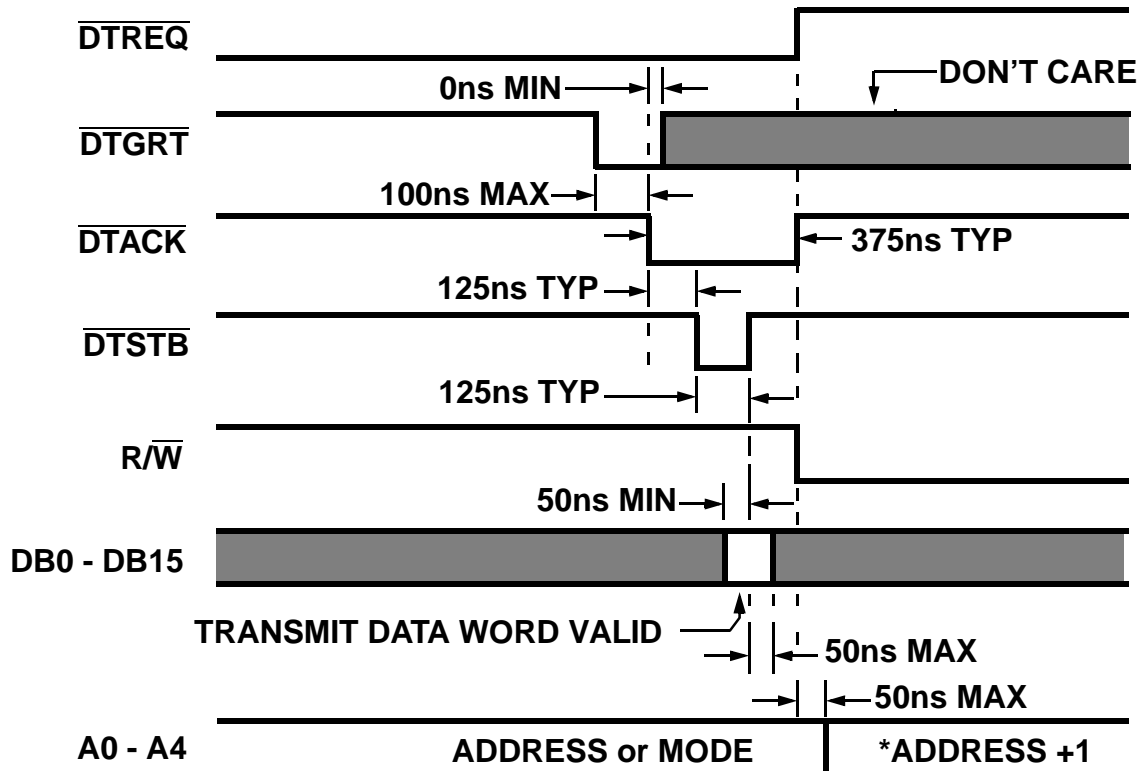 DTREQ
0ns MIN
DON'T CARE
DTGRT
100ns MAX
DTACK
375ns TYP
125ns TYP
DTSTB
125ns TYP
R/W
50ns MIN
DB0 - DB15
TRANSMIT DATA WORD VALID
50ns MAX
50ns MAX
A0 - A4
ADDRESS or MODE
*ADDRESS +1